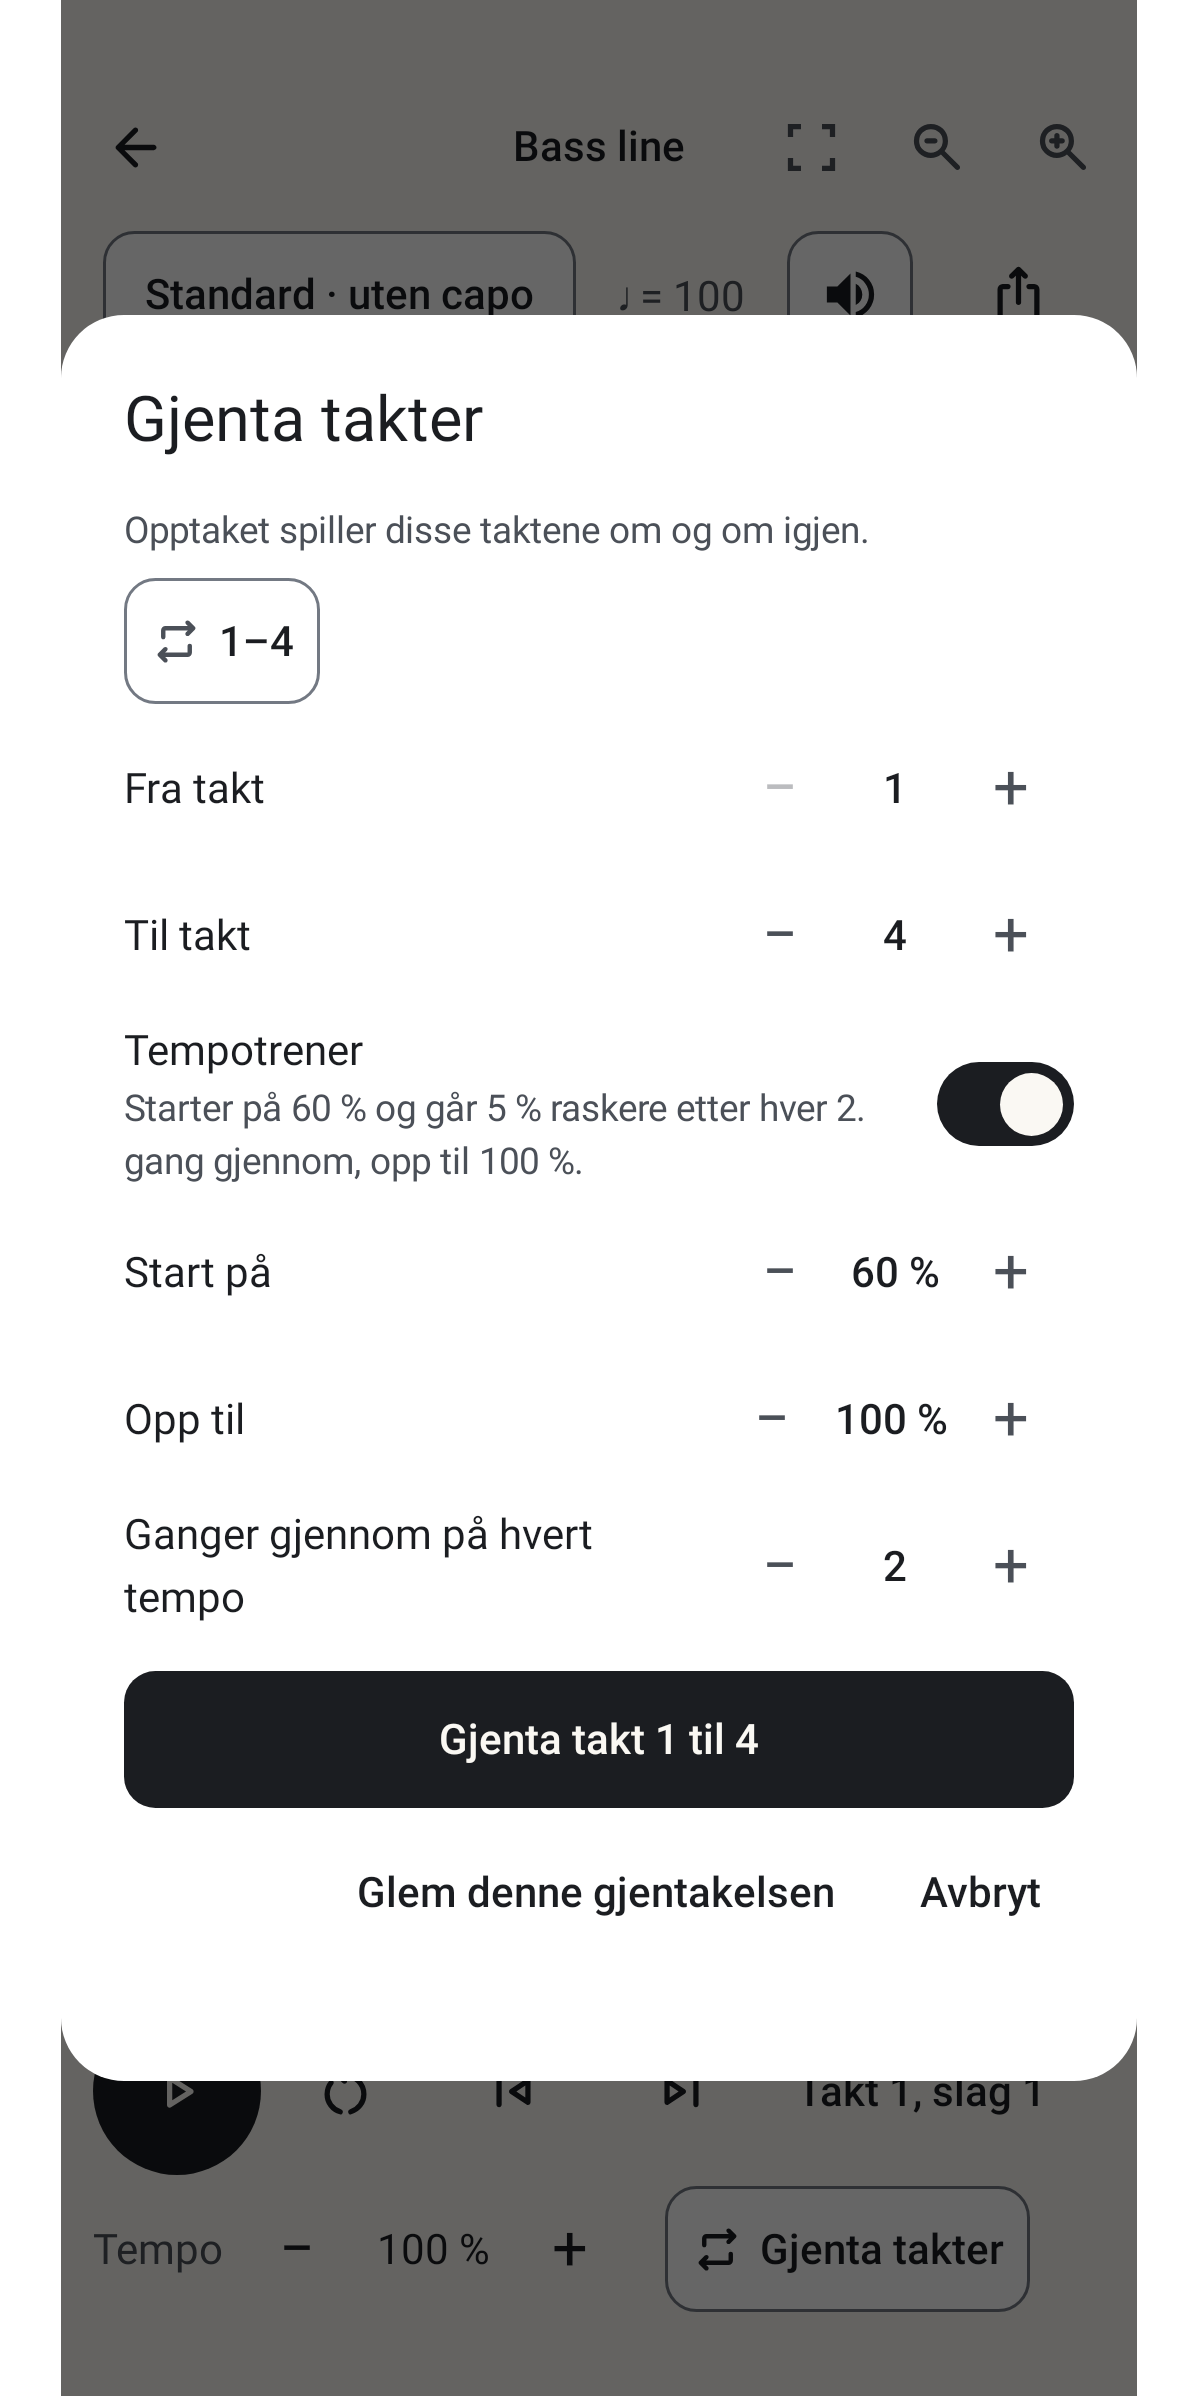 Bass line
Standard · uten capo
♩ = 100
Gjenta takter
Opptaket spiller disse taktene om og om igjen.
1–4
Fra takt
− 1 +
Til takt
− 4 +
Tempotrener
Starter på 60 % og går 5 % raskere etter hver 2.
gang gjennom, opp til 100 %.
Start på
− 60 % +
Opp til
− 100 % +
Ganger gjennom på hvert
tempo
− 2 +
Gjenta takt 1 til 4
Glem denne gjentakelsen
Avbryt
Takt 1, slag 1
Tempo − 100 % +
Gjenta takter